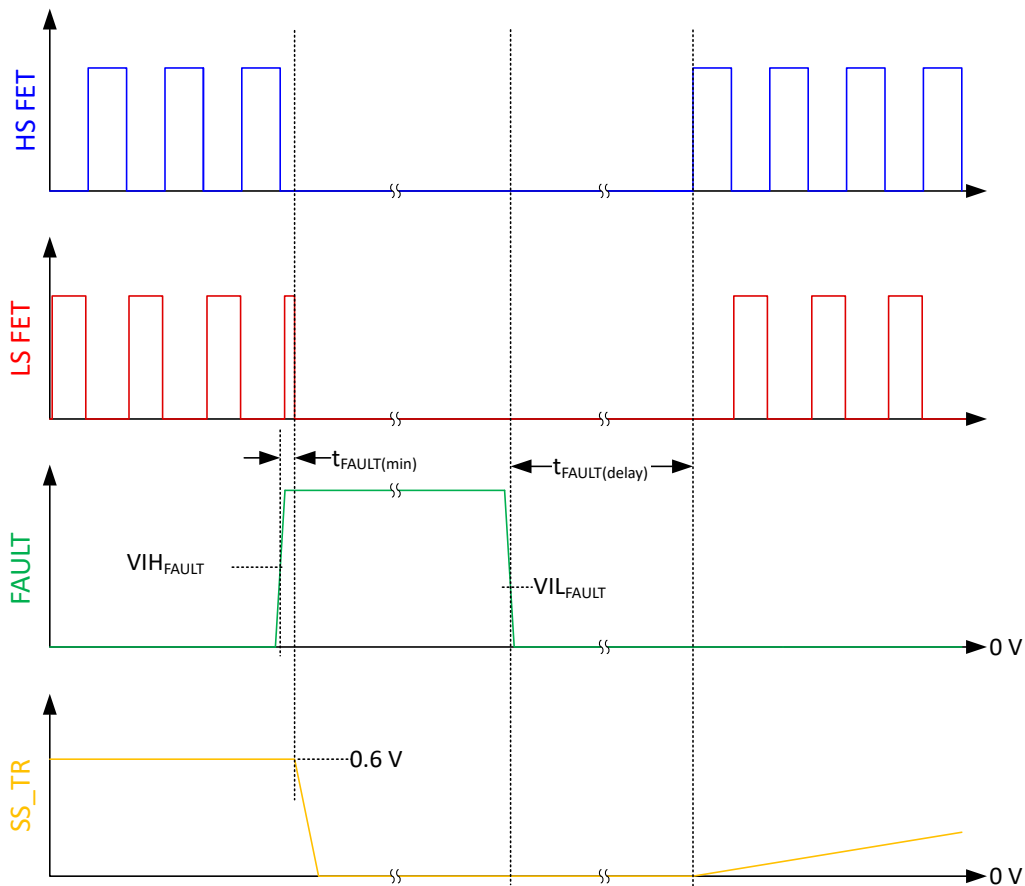 HS FET
LS FET
tFAULT(min)
tFAULT(delay)
FAULT
VIHFAULT
VILFAULT
0 V
SS_TR
0.6 V
0 V